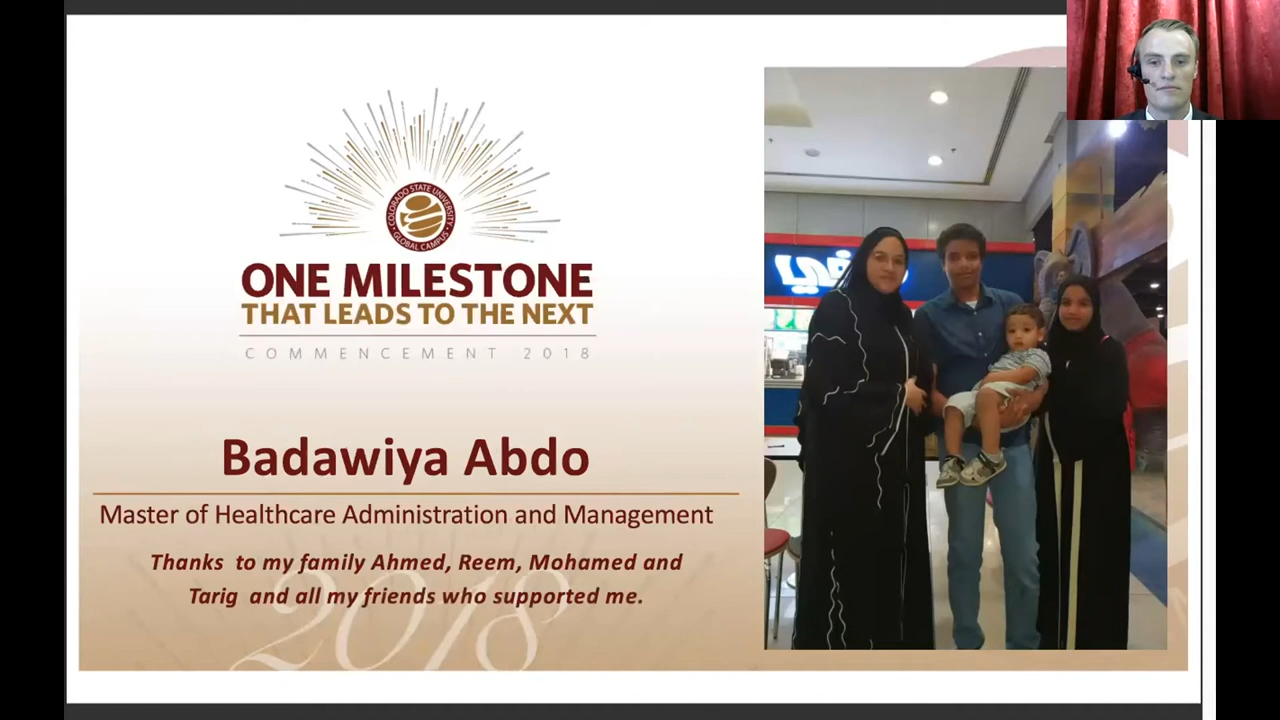 COLORADO STATE UNIVERSITY
GLOBAL CAMPUS
ONE MILESTONE
THAT LEADS TO THE NEXT
COMMENCEMENT 2018
Badawiya Abdo
Master of Healthcare Administration and Management
Thanks to my family Ahmed, Reem, Mohamed and
Tarig and all my friends who supported me.
2018